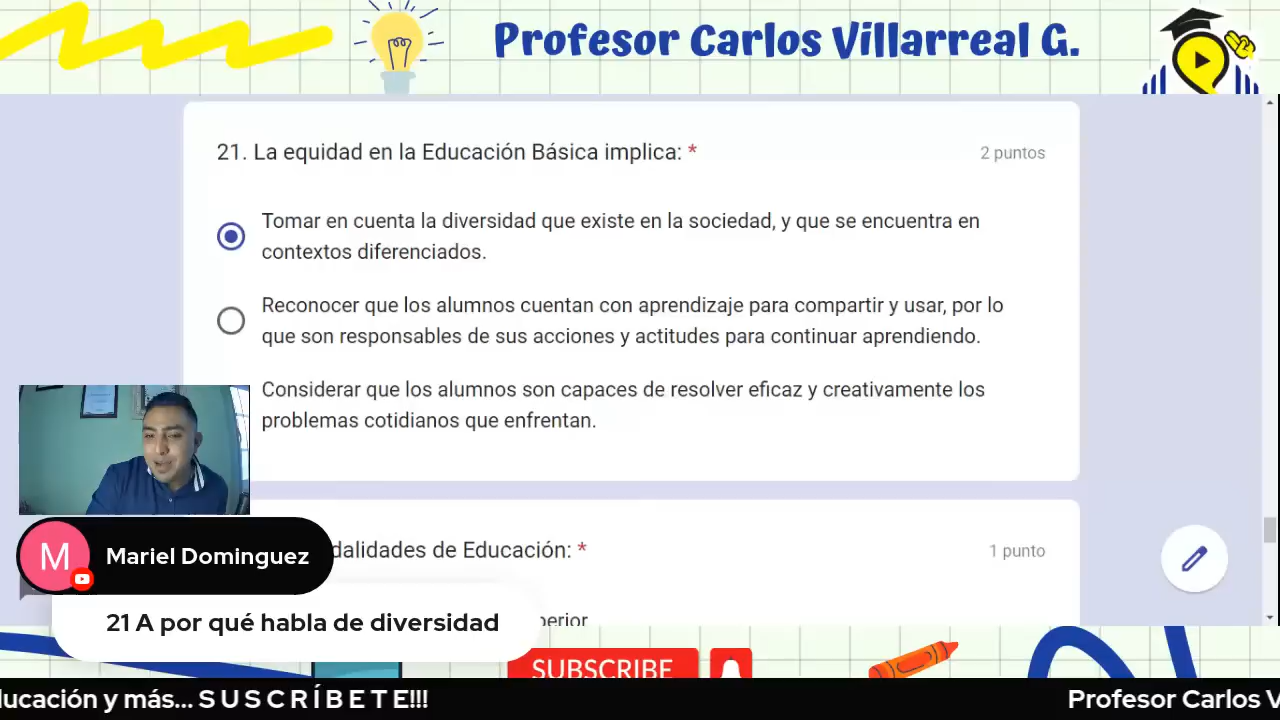 Profesor Carlos Villarreal G.
21. La equidad en la Educación Básica implica: *
2 puntos
Tomar en cuenta la diversidad que existe en la sociedad, y que se encuentra en
contextos diferenciados.
Reconocer que los alumnos cuentan con aprendizaje para compartir y usar, por lo
que son responsables de sus acciones y actitudes para continuar aprendiendo.
Considerar que los alumnos son capaces de resolver eficaz y creativamente los
problemas cotidianos que enfrentan.
M
Mariel Dominguez
dalidades de Educación: *
1 punto
21 A por qué habla de diversidad
perior
SUBSCRIBE
ducación y más... S U S C R Í B E T E!!!
Profesor Carlos V